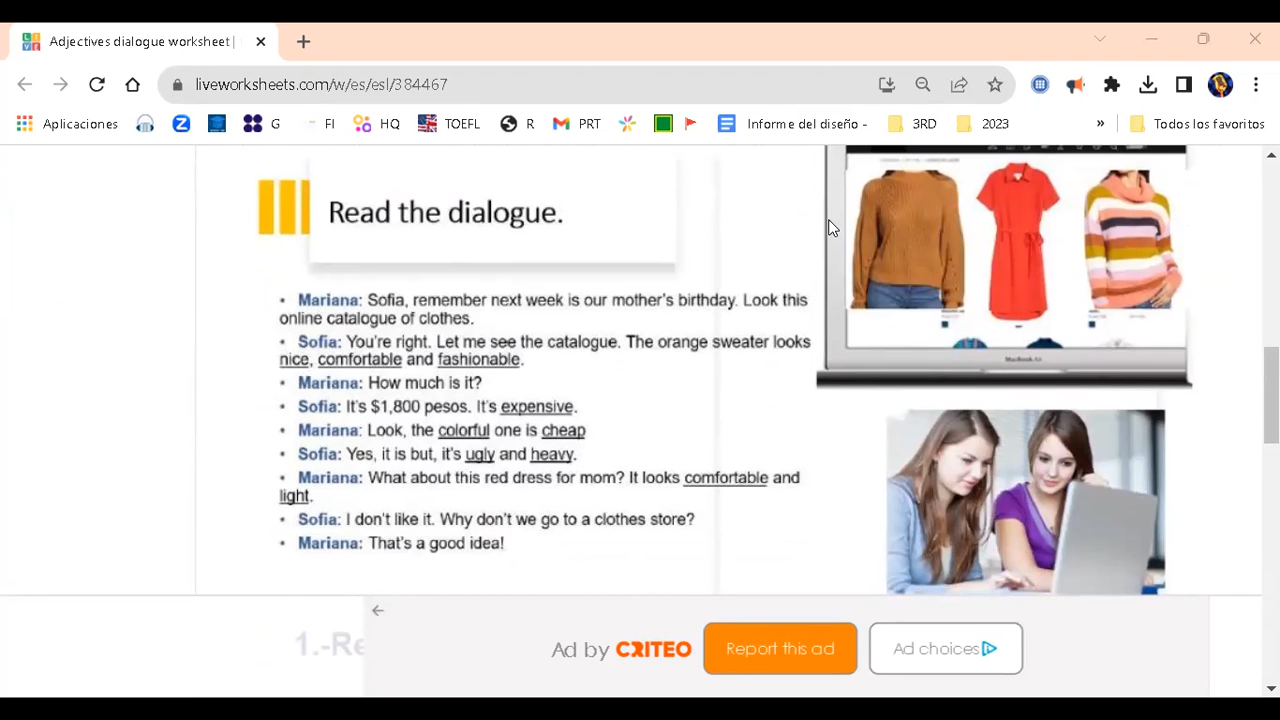 Adjectives dialogue worksheet |
liveworksheets.com/w/es/esl/384467
Aplicaciones G FI HQ TOEFL R PRT Informe del diseño - 3RD 2023 » Todos los favoritos
Read the dialogue.
• Mariana: Sofia, remember next week is our mother's birthday. Look this
online catalogue of clothes.
• Sofia: You're right. Let me see the catalogue. The orange sweater looks
nice, comfortable and fashionable.
• Mariana: How much is it?
• Sofia: It's $1,800 pesos. It's expensive.
• Mariana: Look, the colorful one is cheap
• Sofia: Yes, it is but, it's ugly and heavy.
• Mariana: What about this red dress for mom? It looks comfortable and
light.
• Sofia: I don't like it. Why don't we go to a clothes store?
• Mariana: That's a good idea!
MacBook Air
1.-Re
Ad by CRITEO
Report this ad
Ad choices